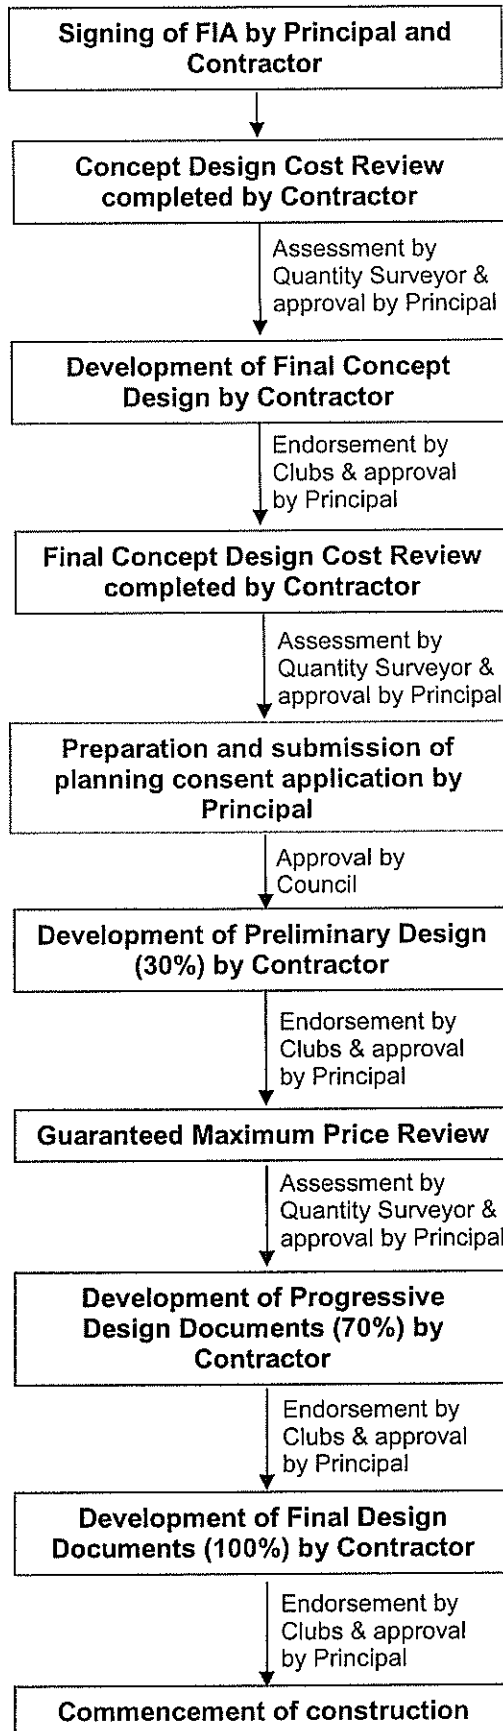 Signing of FIA by Principal and
Contractor
Concept Design Cost Review
completed by Contractor
Assessment by
Quantity Surveyor &
approval by Principal
Development of Final Concept
Design by Contractor
Endorsement by
Clubs & approval
by Principal
Final Concept Design Cost Review
completed by Contractor
Assessment by
Quantity Surveyor &
approval by Principal
Preparation and submission of
planning consent application by
Principal
Approval by
Council
Development of Preliminary Design
(30%) by Contractor
Endorsement by
Clubs & approval
by Principal
Guaranteed Maximum Price Review
Assessment by
Quantity Surveyor &
approval by Principal
Development of Progressive
Design Documents (70%) by
Contractor
Endorsement by
Clubs & approval
by Principal
Development of Final Design
Documents (100%) by Contractor
Endorsement by
Clubs & approval
by Principal
Commencement of construction